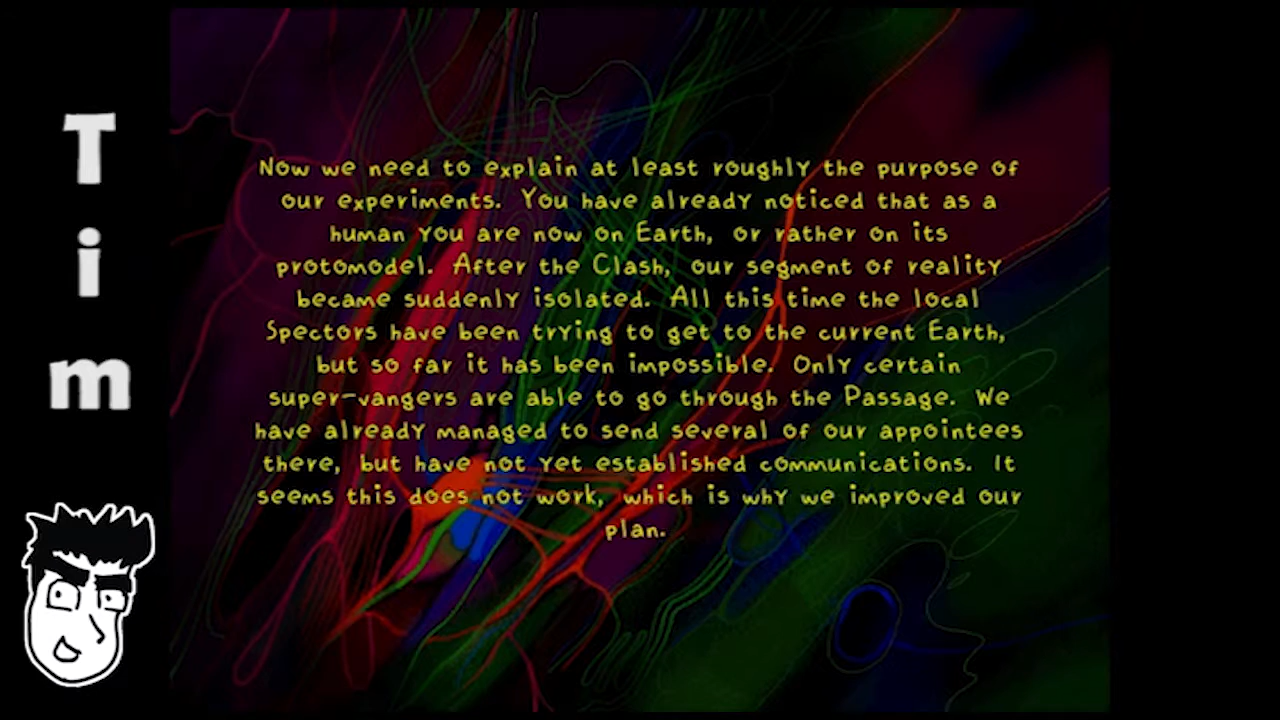 Tim
Now we need to explain at least roughly the purpose of
our experiments. You have already noticed that as a
human you are now on Earth, or rather on its
protomodel. After the Clash, our segment of reality
became suddenly isolated. All this time the local
Spectors have been trying to get to the current Earth,
but so far it has been impossible. Only certain
super-vangers are able to go through the Passage. We
have already managed to send several of our appointees
there, but have not yet established communications. It
seems this does not work, which is why we improved our
plan.